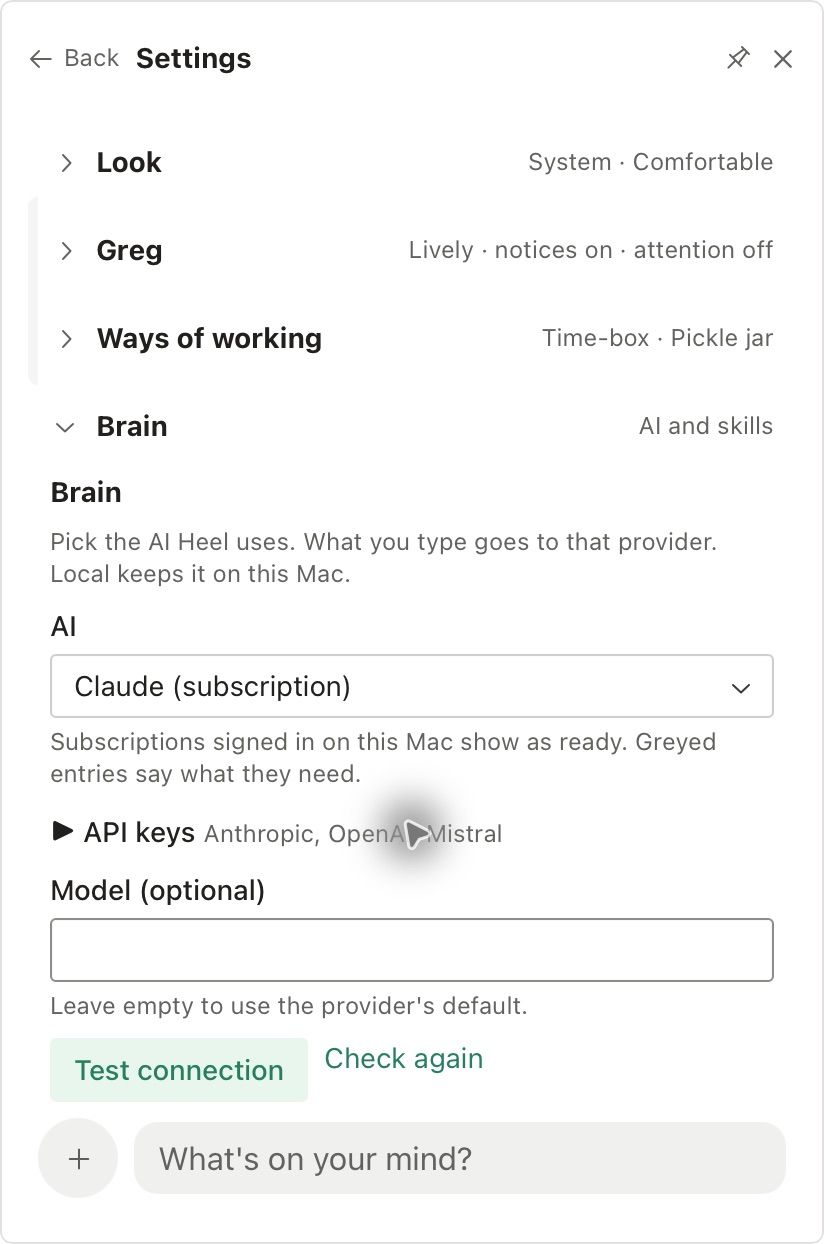 Back Settings
Look System · Comfortable
Greg Lively · notices on · attention off
Ways of working Time-box · Pickle jar
Brain AI and skills
Brain
Pick the AI Heel uses. What you type goes to that provider.
Local keeps it on this Mac.
AI
Claude (subscription)
Subscriptions signed in on this Mac show as ready. Greyed
entries say what they need.
API keys Anthropic, Mistral
Model (optional)
Leave empty to use the provider's default.
Test connection Check again
What's on your mind?